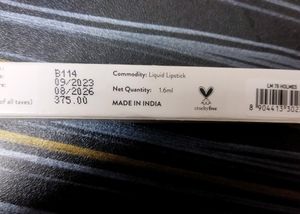 B114
09/2023
08/2026
375.00
of all taxes)
Commodity: Liquid Lipstick
Net Quantity: 1.6ml
MADE IN INDIA
crueltyfree
LM 78 HOLMES
8 904413 302